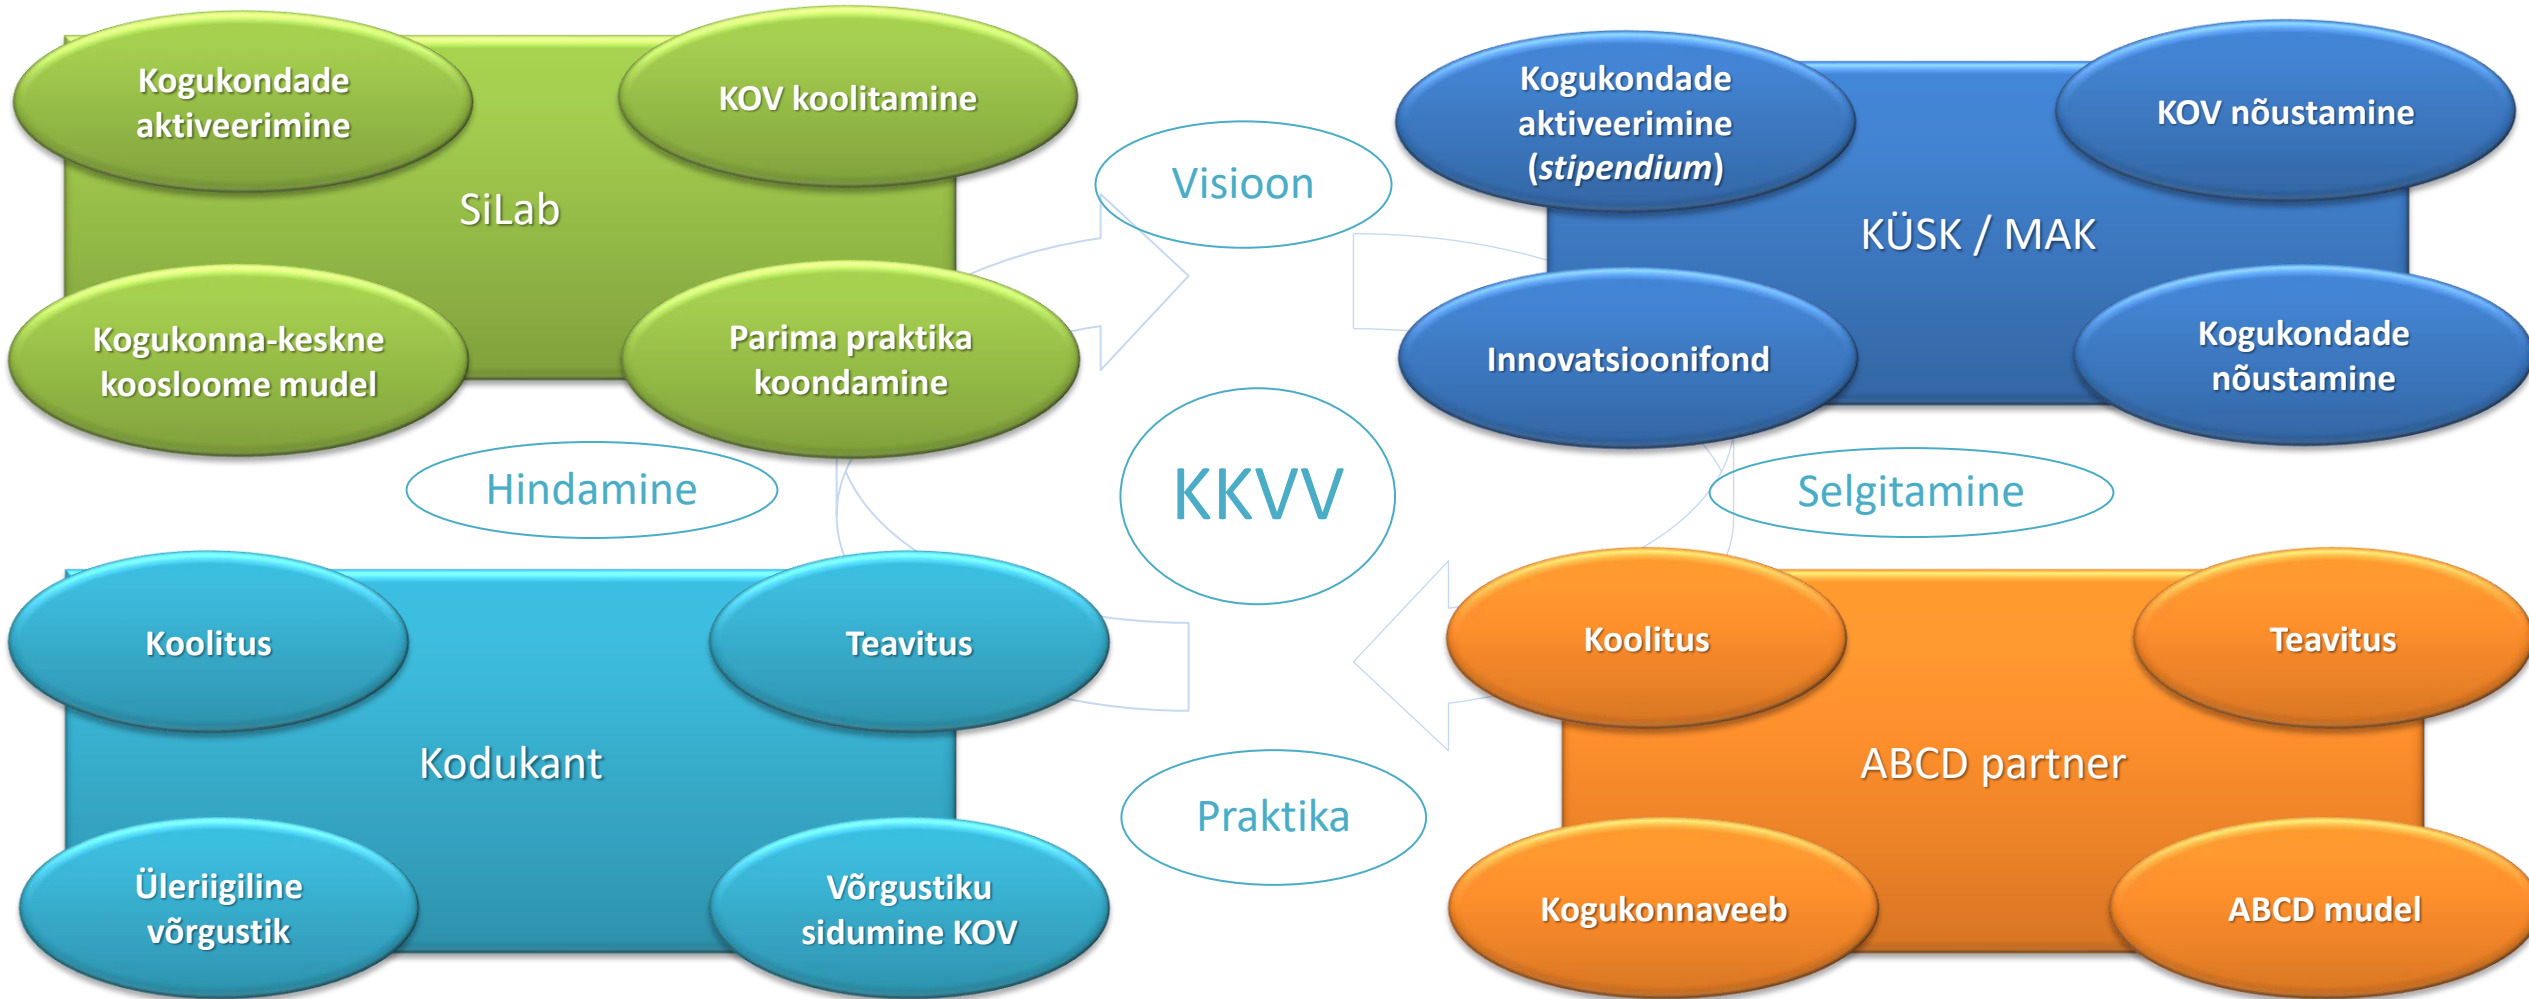 Kogukondade
aktiveerimine
KOV koolitamine
SiLab
Kogukonna-keskne
koosloome mudel
Parima praktika
koondamine
Visioon
Kogukondade
aktiveerimine
(stipendium)
KOV nõustamine
KÜSK / MAK
Innovatsioonifond
Kogukondade
nõustamine
Hindamine
KKVV
Selgitamine
Koolitus
Teavitus
Kodukant
Üleriigiline
võrgustik
Võrgustiku
sidumine KOV
Praktika
Koolitus
Teavitus
ABCD partner
Kogukonnaveeb
ABCD mudel